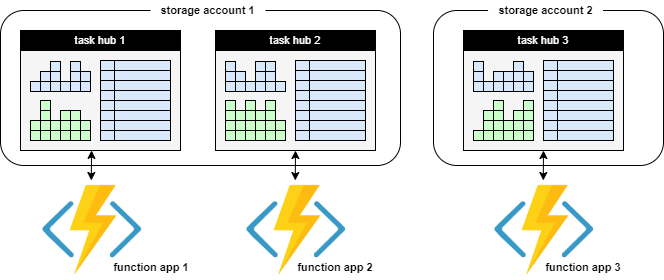 storage account 1
storage account 2
task hub 1
task hub 2
task hub 3
function app 1
function app 2
function app 3